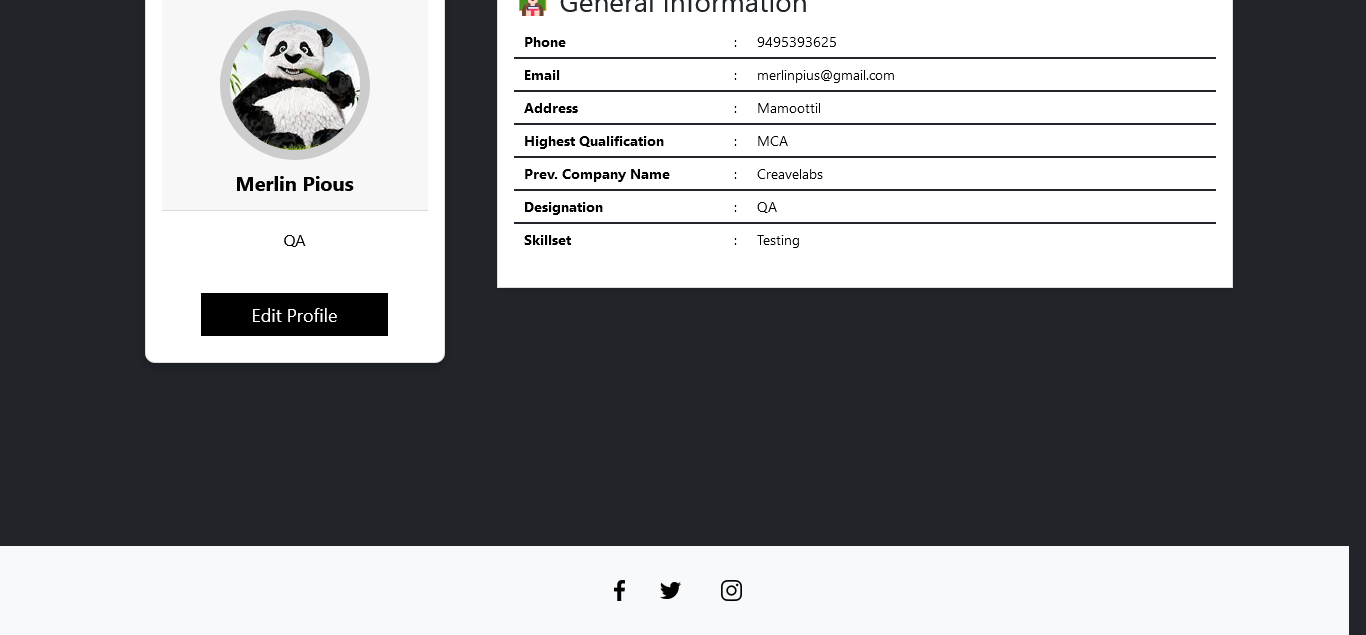 General Information
Phone : 9495393625
Email : merlinpius@gmail.com
Address : Mamoottil
Highest Qualification : MCA
Prev. Company Name : Creavelabs
Designation : QA
Skillset : Testing
Merlin Pious
QA
Edit Profile